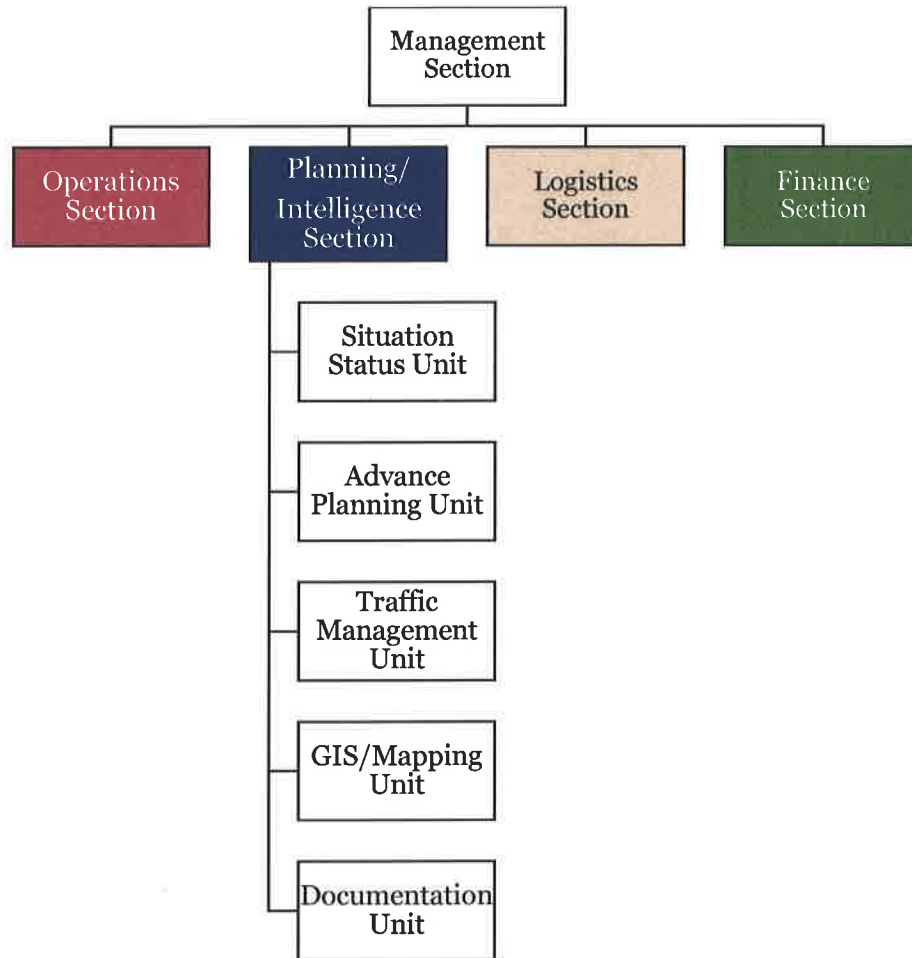 Management
Section
Operations
Section
Planning/
Intelligence
Section
Logistics
Section
Finance
Section
Situation
Status Unit
Advance
Planning Unit
Traffic
Management
Unit
GIS/Mapping
Unit
Documentation
Unit